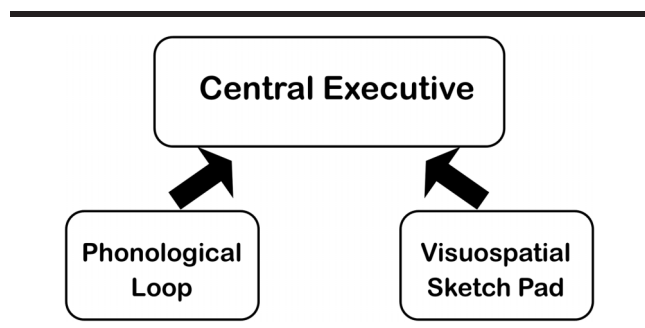 Central Executive
Phonological
Loop
Visuospatial
Sketch Pad